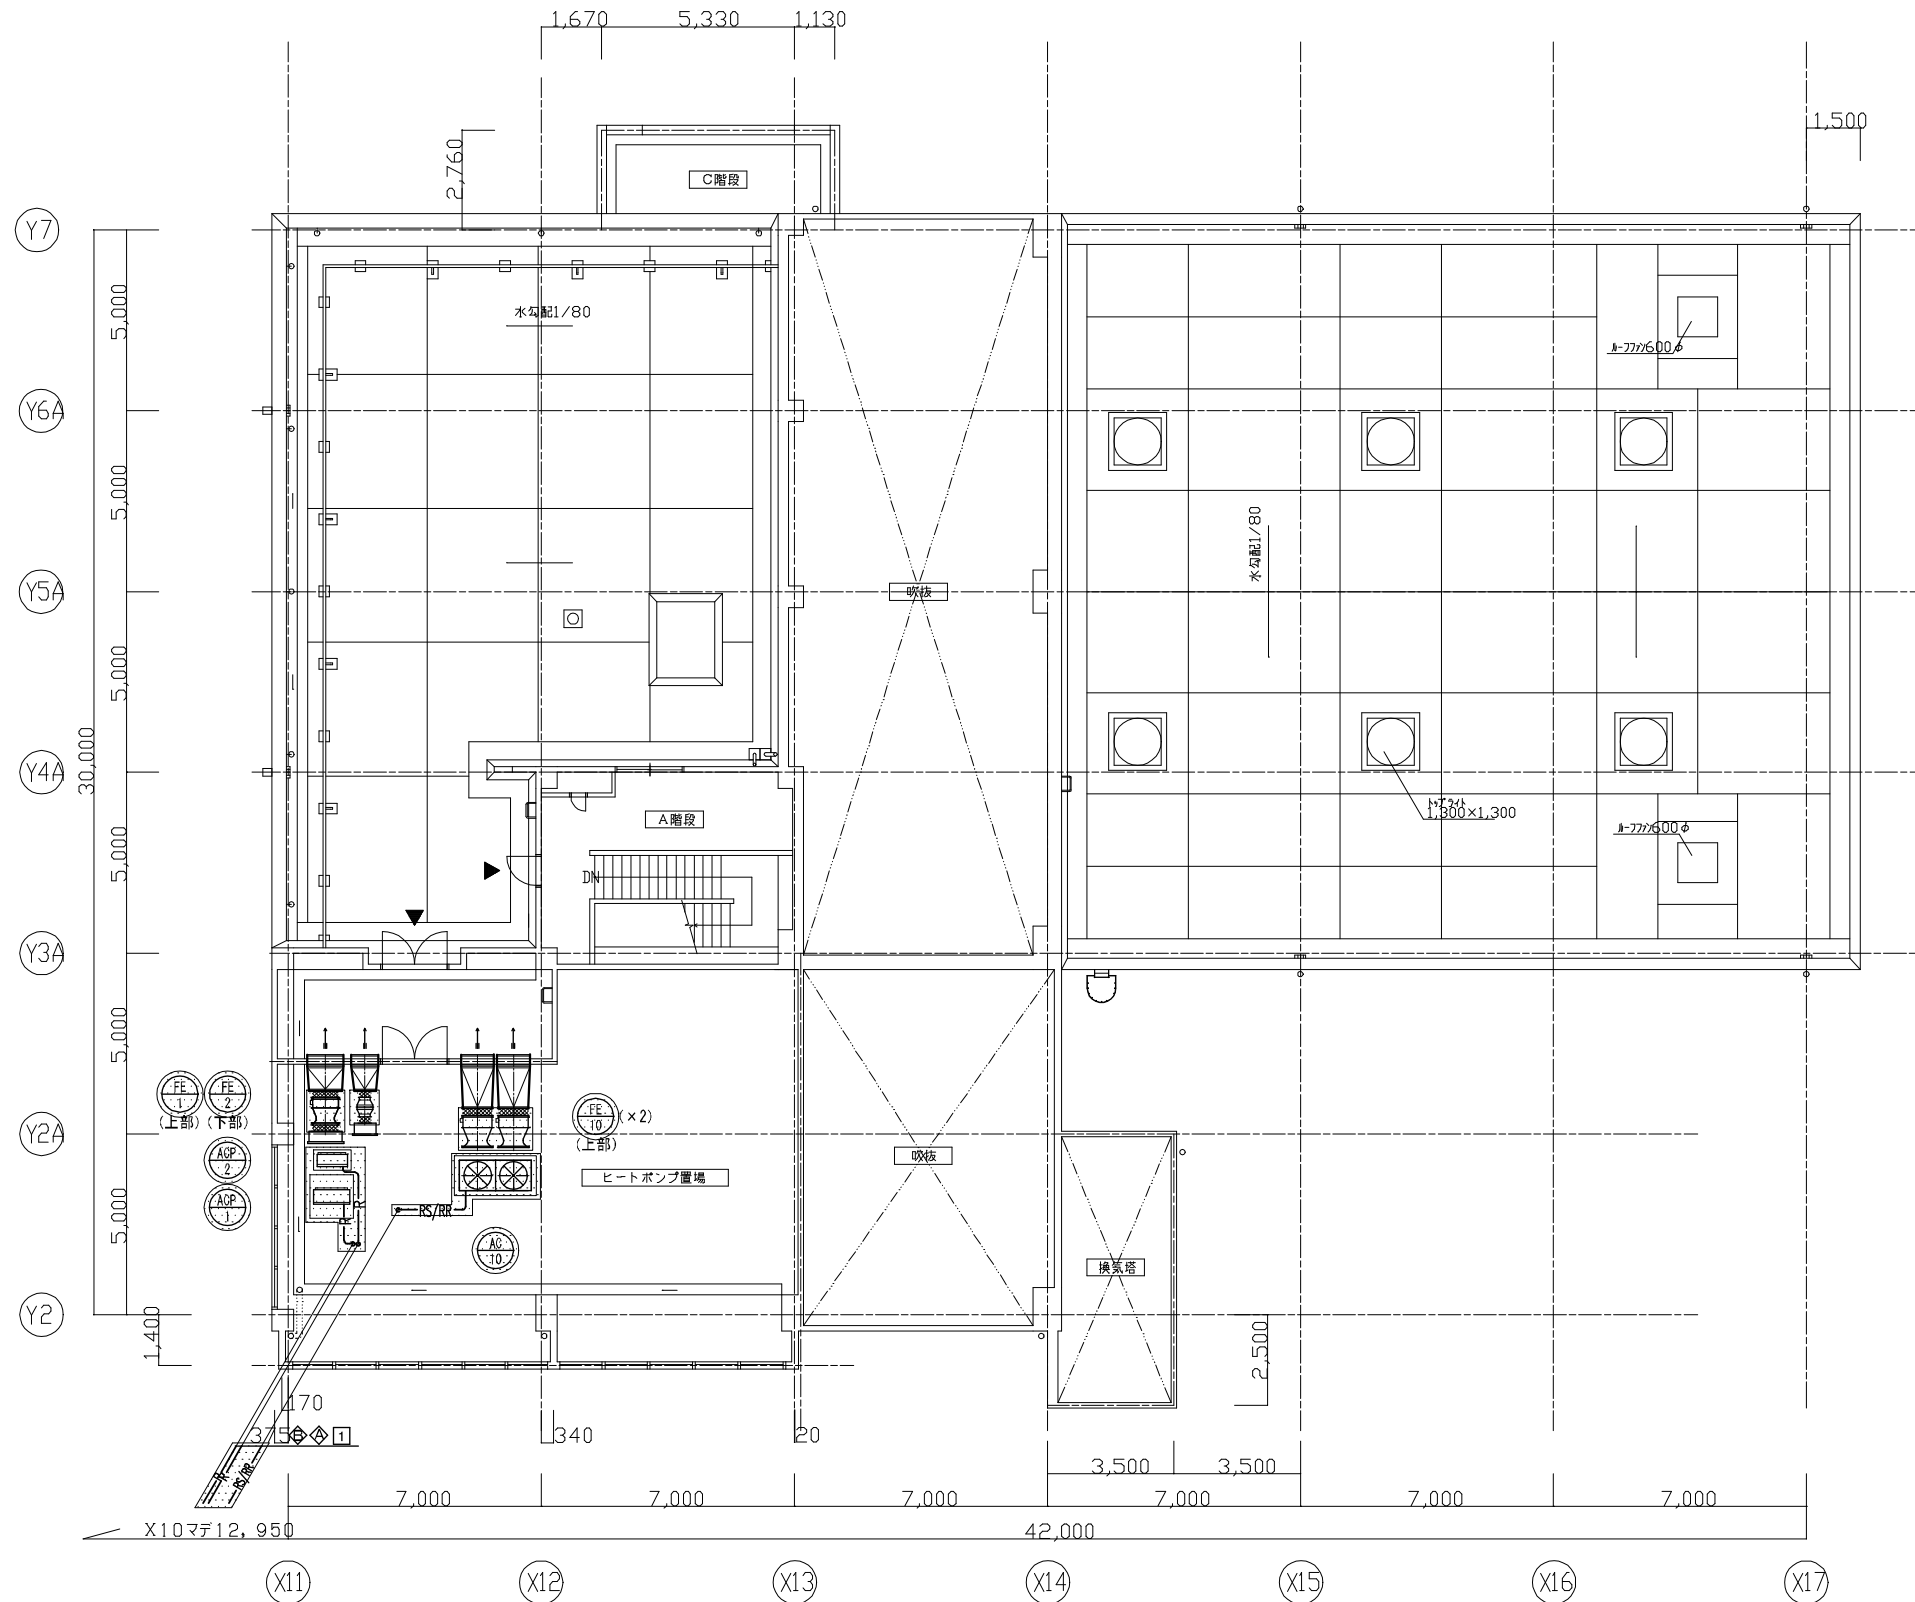 1,670
5,330
1,130
1,500
2,760
C階段
Y7
5,000
水勾配1/80
ルーフファン600φ
Y6A
5,000
水勾配1/80
Y5A
吹抜
5,000
30,000
Y4A
トップライト
1,300×1,300
A階段
ルーフファン600φ
5,000
DN
Y3A
5,000
FE
1
(上部)
FE
2
(下部)
FE
10
(×2)
(上部)
Y2A
ACP
2
吹抜
ヒートポンプ置場
ACP
1
R
R
RS/RR
5,000
AC
10
換気塔
Y2
1,400
2,500
170
375
B
A
1
340
20
R
RS/RR
3,500
3,500
7,000
7,000
7,000
7,000
7,000
7,000
X10マデ12,950
42,000
X11
X12
X13
X14
X15
X16
X17